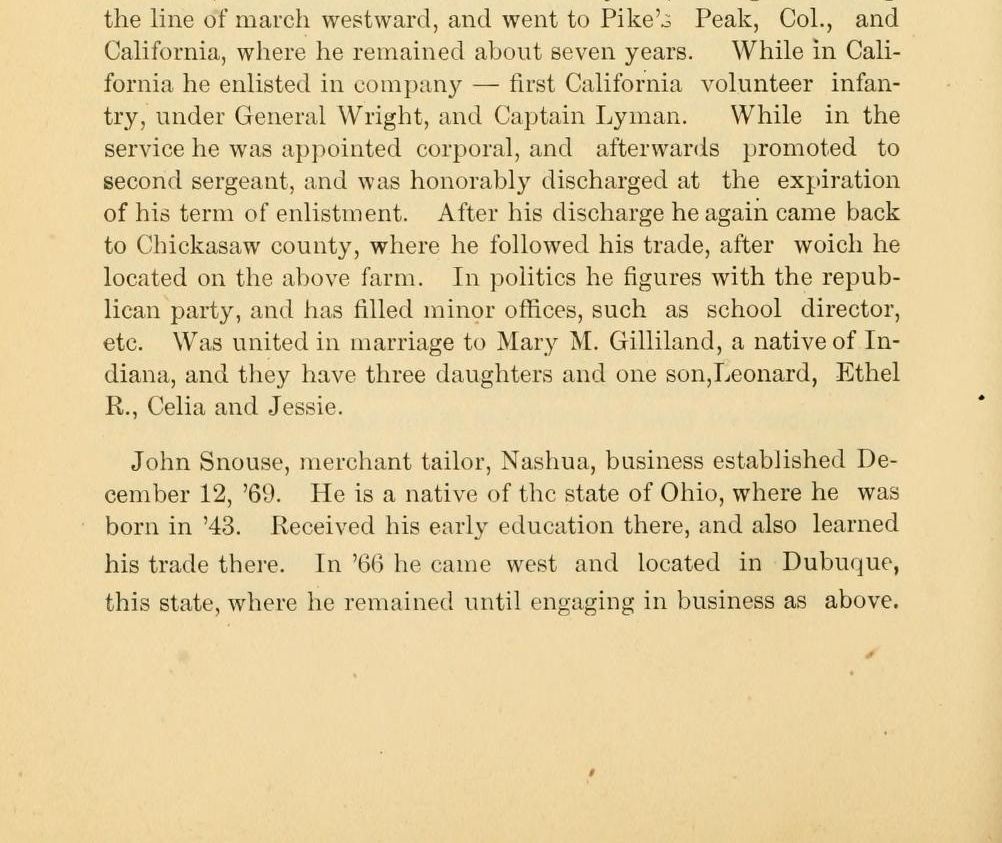 the line of march westward, and went to Pike's Peak, Col., and
California, where he remained about seven years. While in Cali-
fornia he enlisted in company — first California volunteer infan-
try, under General Wright, and Captain Lyman. While in the
service he was appointed corporal, and afterwards promoted to
second sergeant, and was honorably discharged at the expiration
of his term of enlistment. After his discharge he again came back
to Chickasaw county, where he followed his trade, after woich he
located on the above farm. In politics he figures with the repub-
lican party, and has filled minor offices, such as school director,
etc. Was united in marriage to Mary M. Gilliland, a native of In-
diana, and they have three daughters and one son,Leonard, Ethel
R., Celia and Jessie.
John Snouse, merchant tailor, Nashua, business established De-
cember 12, '69. He is a native of thc state of Ohio, where he was
born in '43. Received his early education there, and also learned
his trade there. In '66 he came west and located in Dubuque,
this state, where he remained until engaging in business as above.